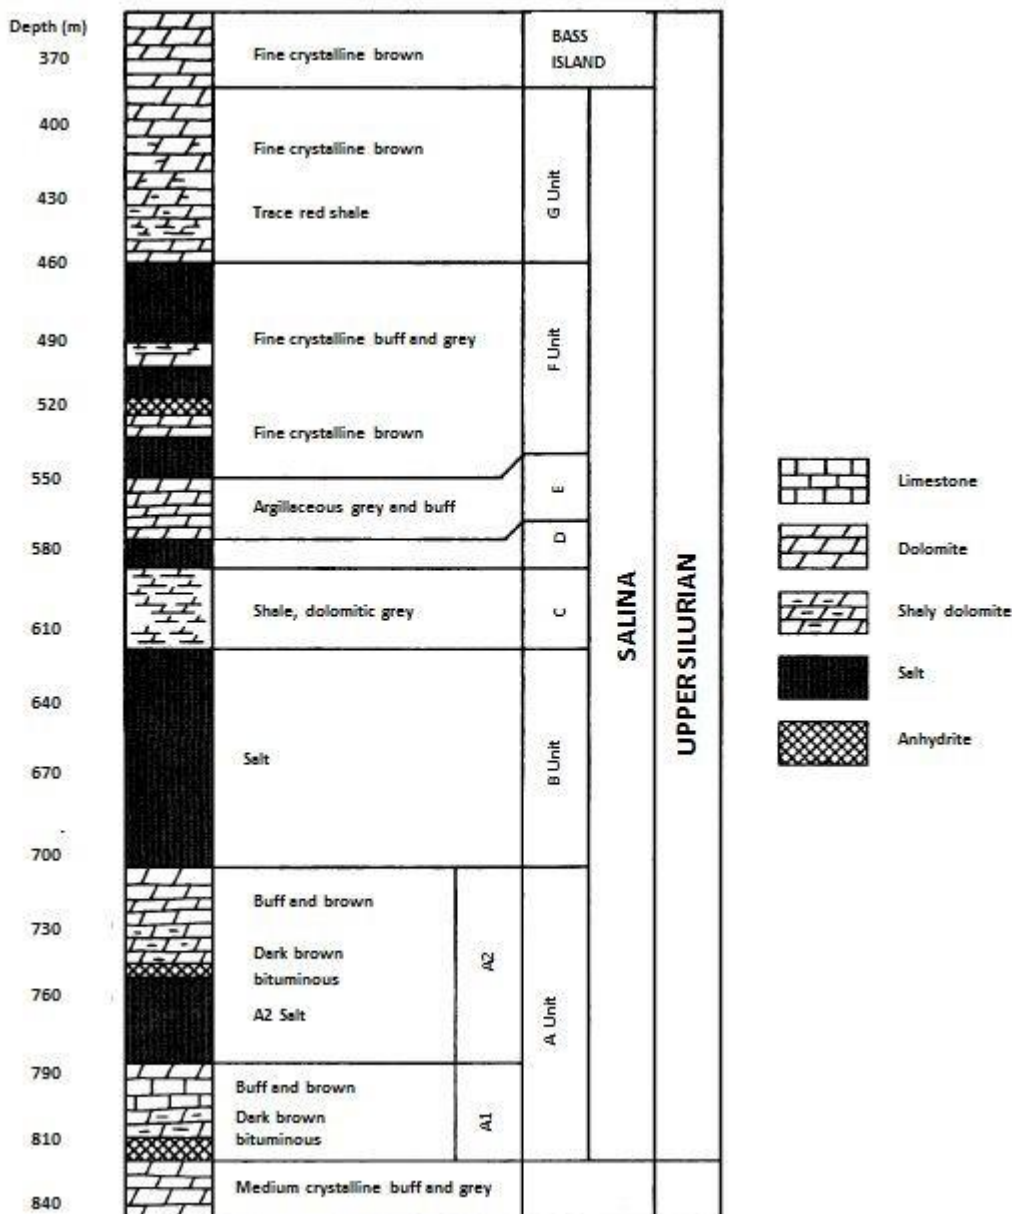 Depth (m)
370
400
430
460
490
520
550
580
610
640
670
700
730
760
790
810
840
Fine crystalline brown
Fine crystalline brown
Trace red shale
Fine crystalline buff and grey
Fine crystalline brown
Argillaceous grey and buff
Shale, dolomitic grey
Salt
Buff and brown
Dark brown
bituminous
A2 Salt
Buff and brown
Dark brown
bituminous
Medium crystalline buff and grey
A2
A1
BASS
ISLAND
G Unit
F Unit
E
D
C
B Unit
A Unit
SALINA
UPPERSILURIAN
Limestone
Dolomite
Shaly dolomite
Salt
Anhydrite